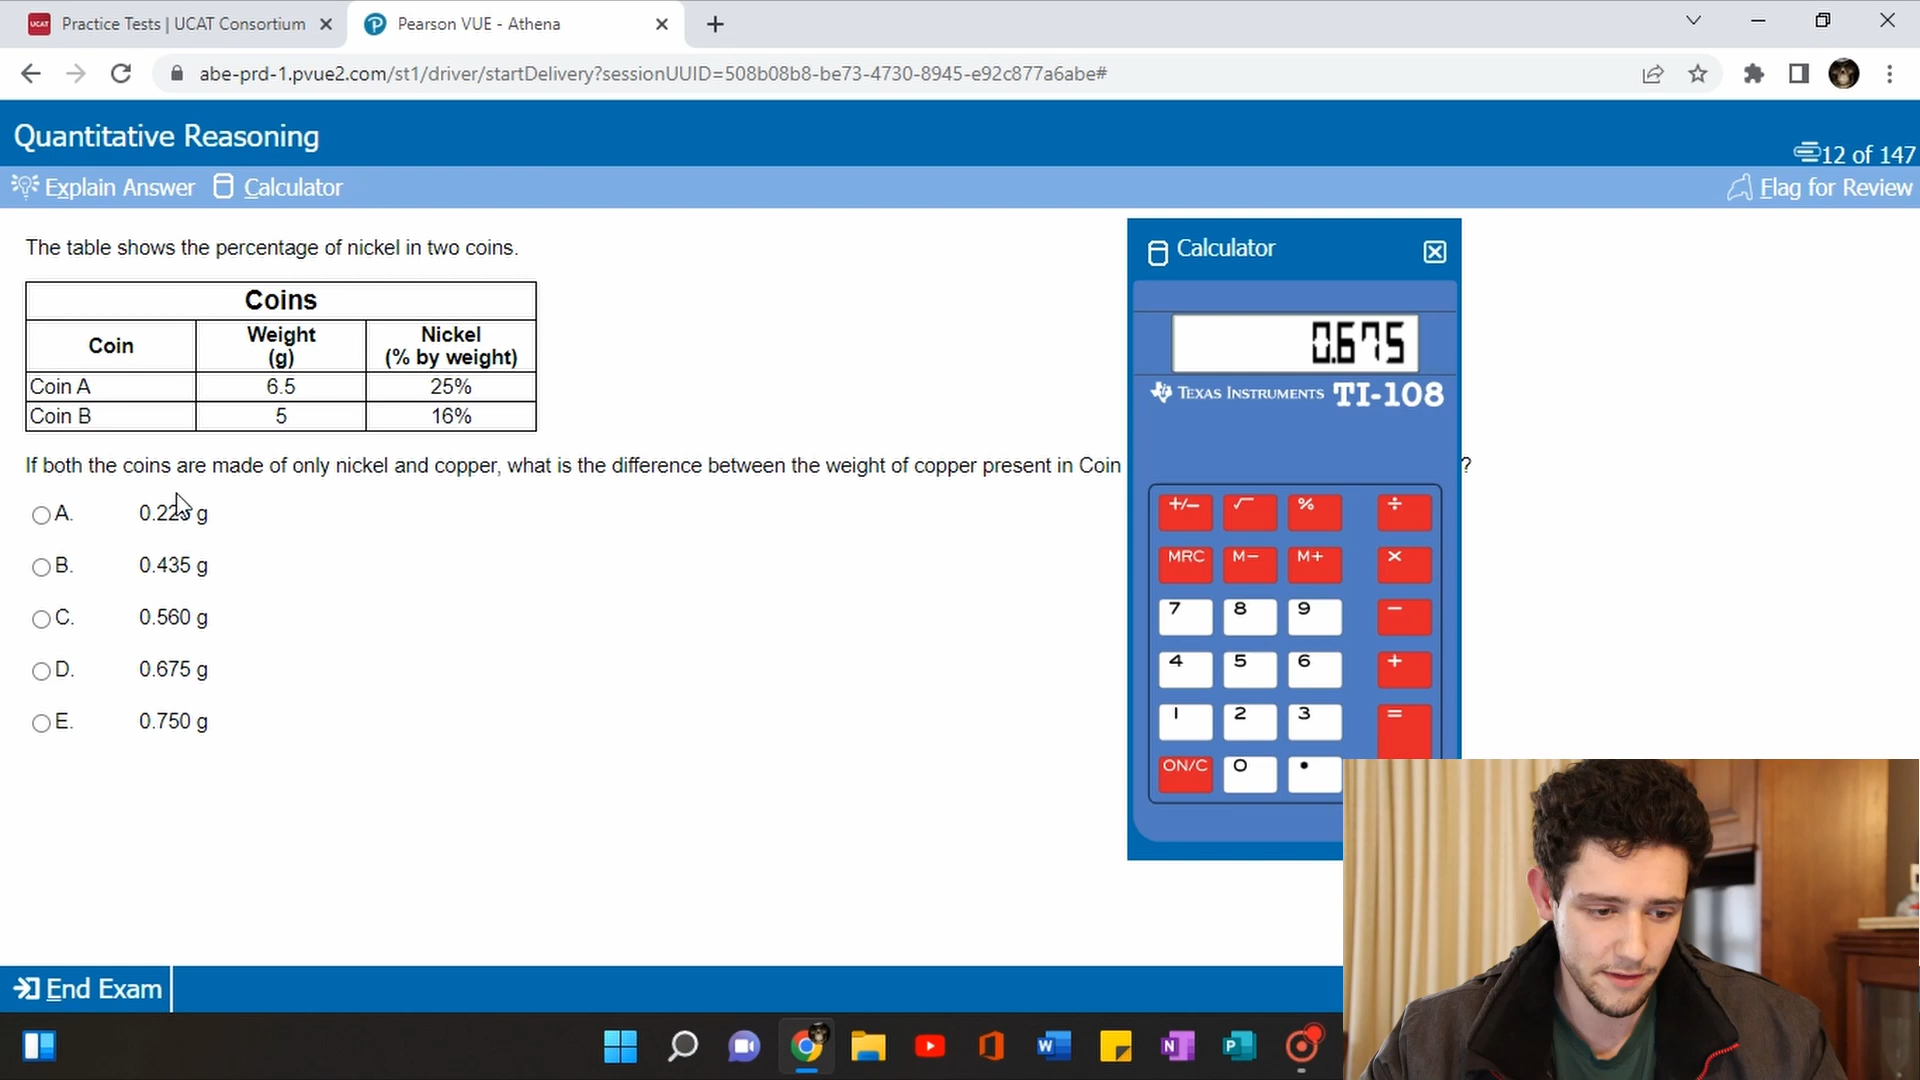 Practice Tests | UCAT Consortium
Pearson VUE - Athena
abe-prd-1.pvue2.com/st1/driver/startDelivery?sessionUUID=508b08b8-be73-4730-8945-e92c877a6abe#
Quantitative Reasoning
12 of 147
Explain Answer
Calculator
Flag for Review
The table shows the percentage of nickel in two coins.
Coins
Coin Weight (g) Nickel (% by weight)
Coin A 6.5 25%
Coin B 5 16%
If both the coins are made of only nickel and copper, what is the difference between the weight of copper present in Coin ?
A. g
B. 0.435 g
C. 0.560 g
D. 0.675 g
E. 0.750 g
Calculator
0.675
TEXAS INSTRUMENTS TI-108
+/− √ % ÷
MRC M− M+ ×
7 8 9 −
4 5 6 +
1 2 3 =
ON/C 0 •
End Exam